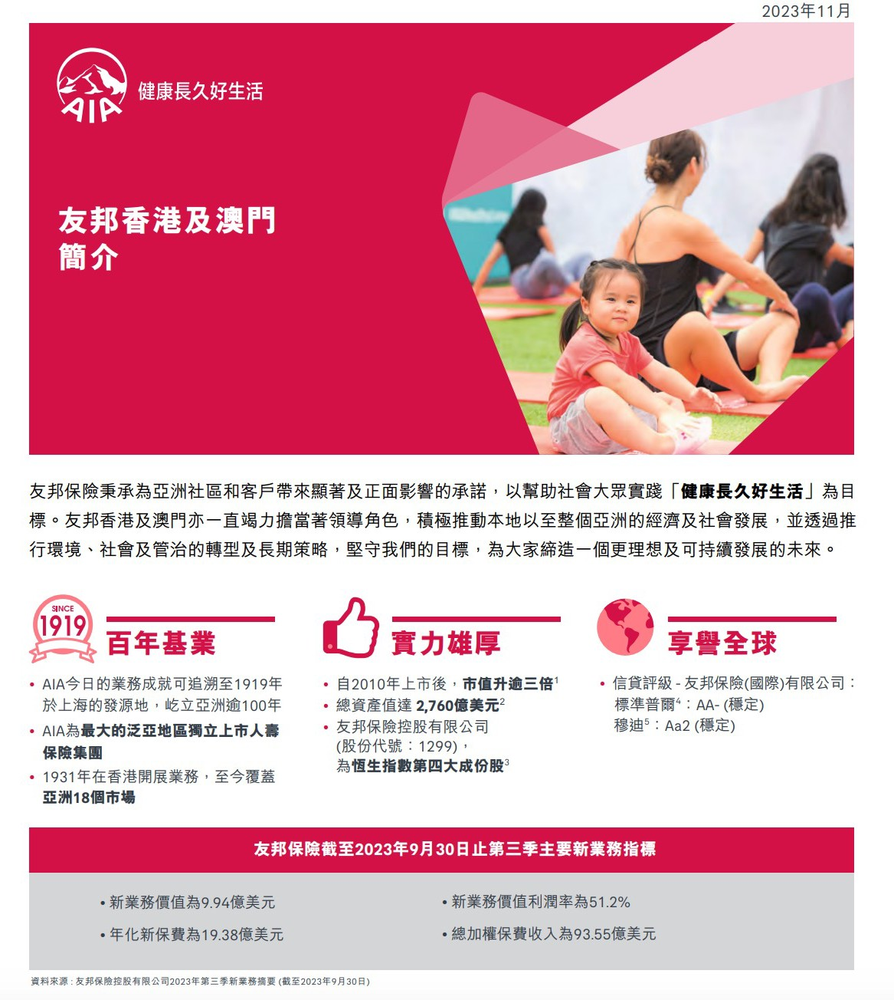 2023年11月
AIA
健康長久好生活
友邦香港及澳門
簡介
友邦保險秉承為亞洲社區和客戶帶來顯著及正面影響的承諾，以幫助社會大眾實踐「健康長久好生活」為目
標。友邦香港及澳門亦一直竭力擔當著領導角色，積極推動本地以至整個亞洲的經濟及社會發展，並透過推
行環境、社會及管治的轉型及長期策略，堅守我們的目標，為大家締造一個更理想及可持續發展的未來。
SINCE
1919
百年基業
• AIA今日的業務成就可追溯至1919年
於上海的發源地，屹立亞洲逾100年
• AIA為最大的泛亞地區獨立上市人壽
保險集團
• 1931年在香港開展業務，至今覆蓋
亞洲18個市場
實力雄厚
• 自2010年上市後，市值升逾三倍¹
• 總資產值達 2,760億美元²
• 友邦保險控股有限公司
(股份代號：1299)，
為恆生指數第四大成份股³
享譽全球
• 信貸評級 - 友邦保險(國際)有限公司：
標準普爾⁴：AA- (穩定)
穆迪⁵：Aa2 (穩定)
友邦保險截至2023年9月30日止第三季主要新業務指標
• 新業務價值為9.94億美元
• 新業務價值利潤率為51.2%
• 年化新保費為19.38億美元
• 總加權保費收入為93.55億美元
資料來源 : 友邦保險控股有限公司2023年第三季新業務摘要 (截至2023年9月30日)